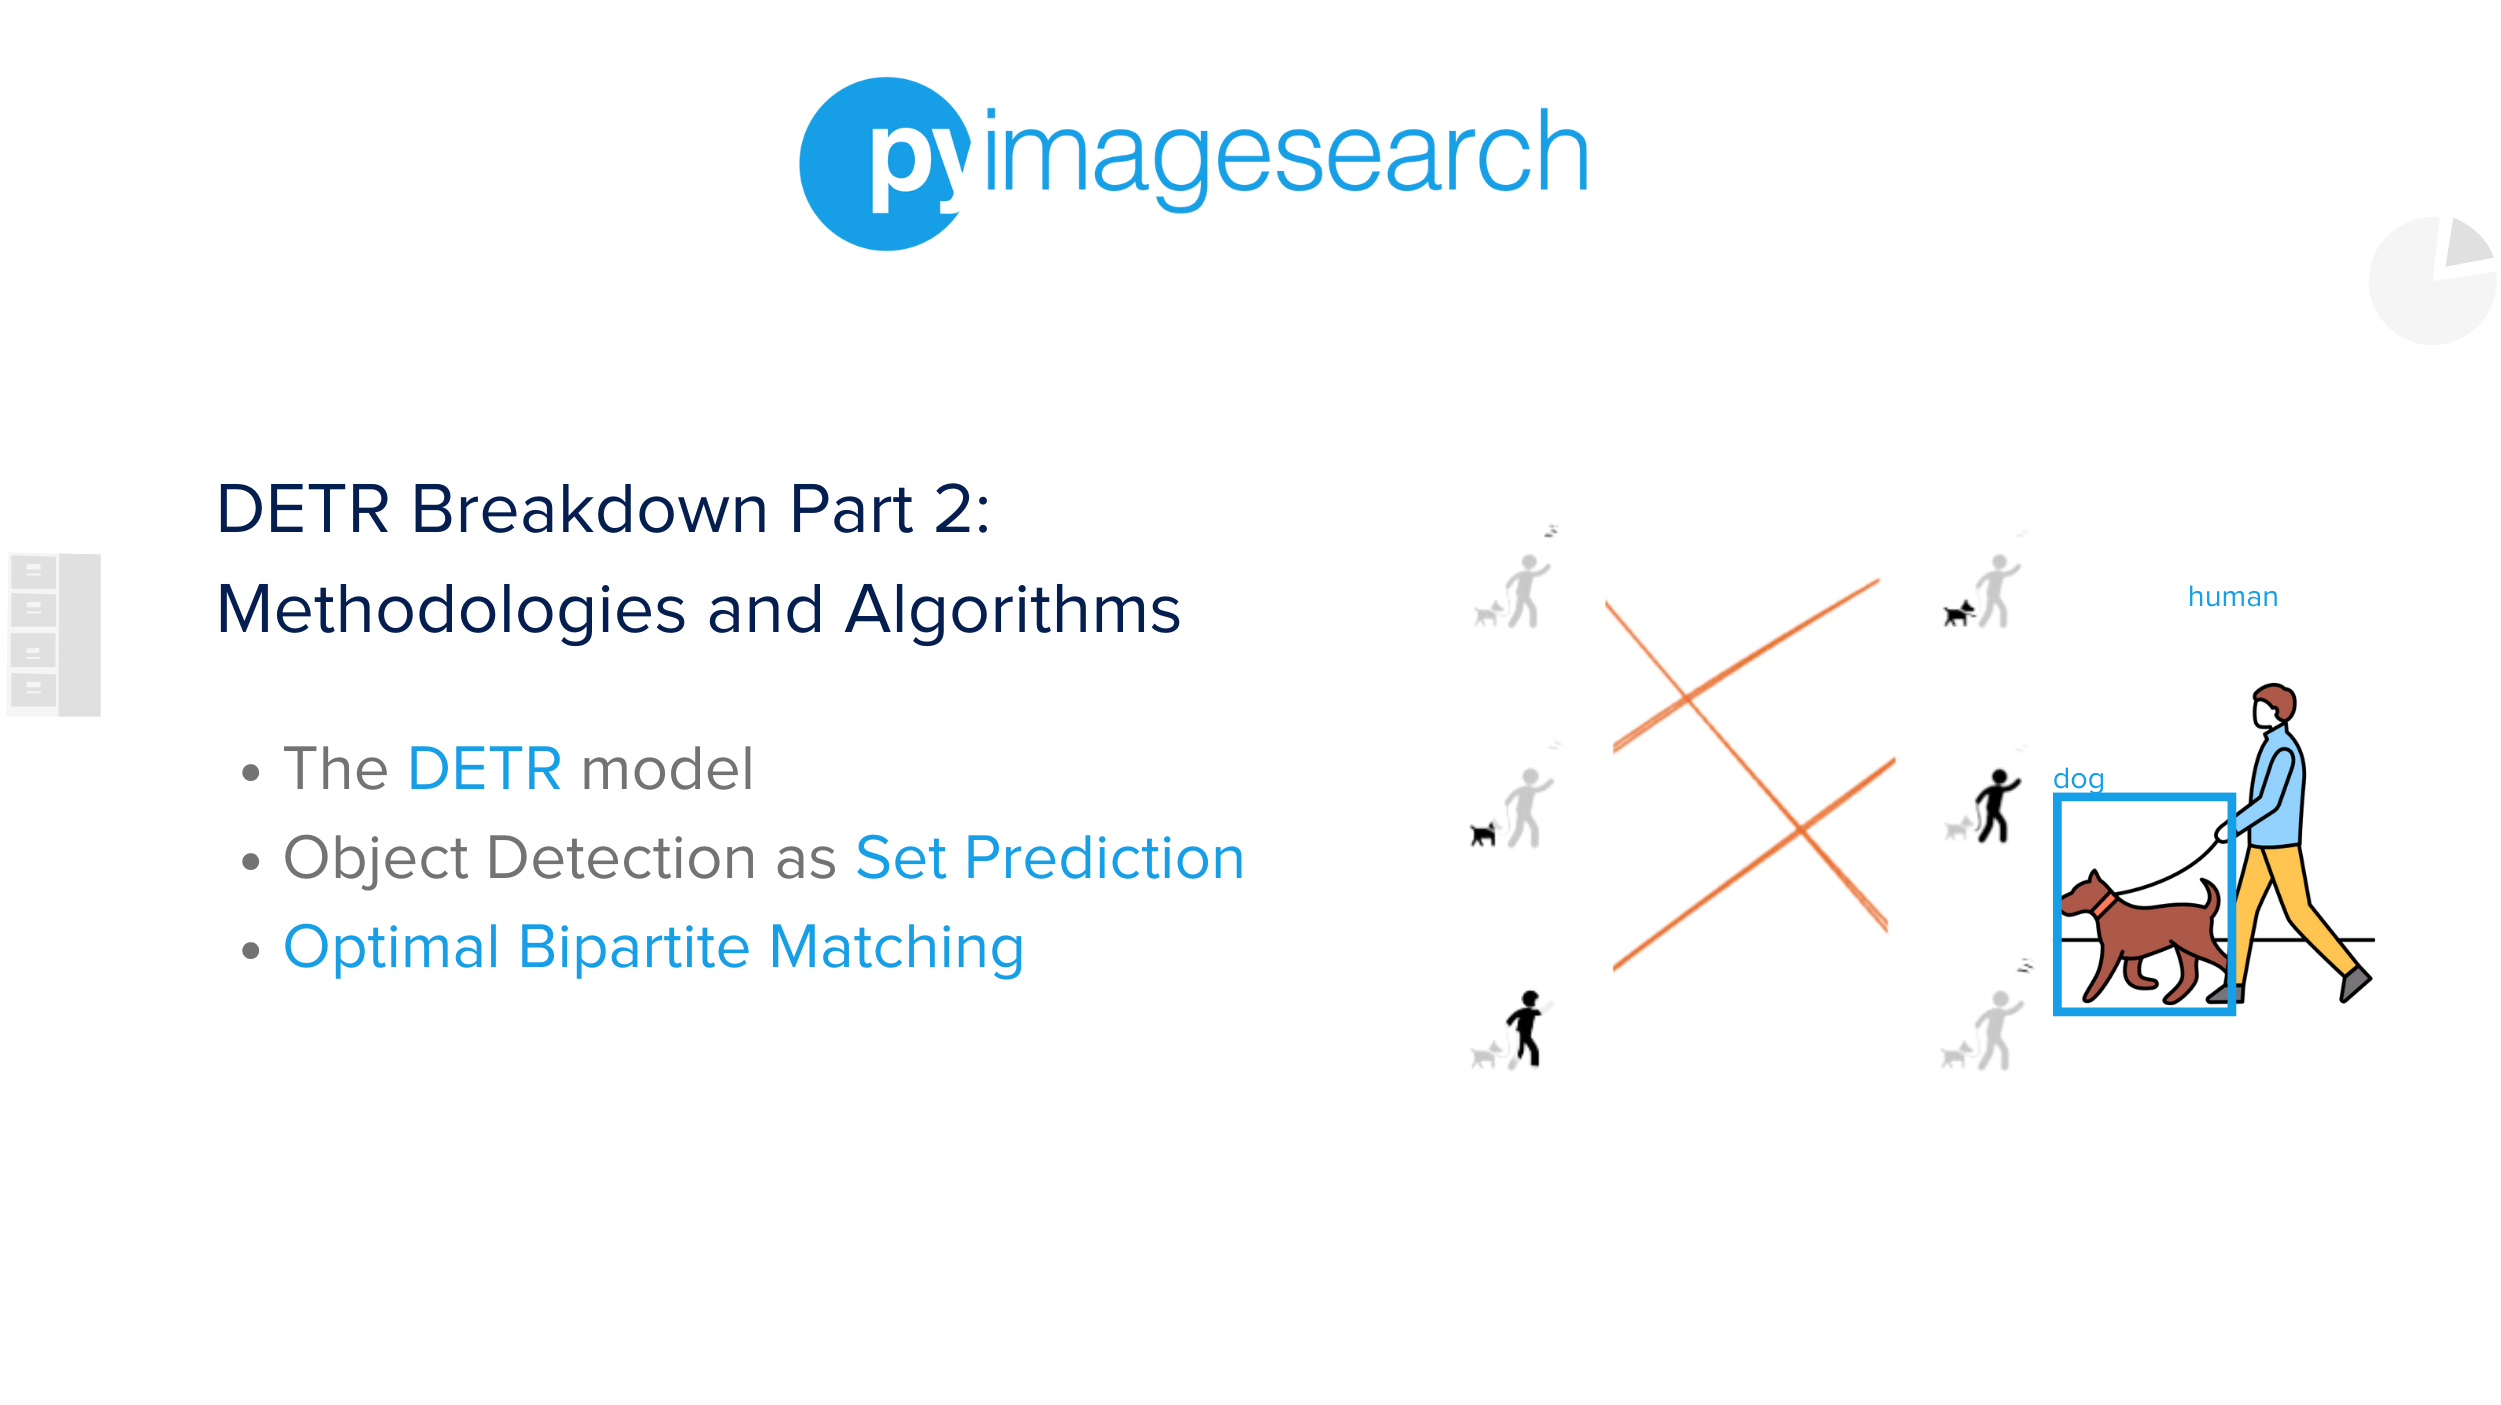 pyimagesearch
DETR Breakdown Part 2:
Methodologies and Algorithms
• The DETR model
• Object Detection as Set Prediction
• Optimal Bipartite Matching
human
dog